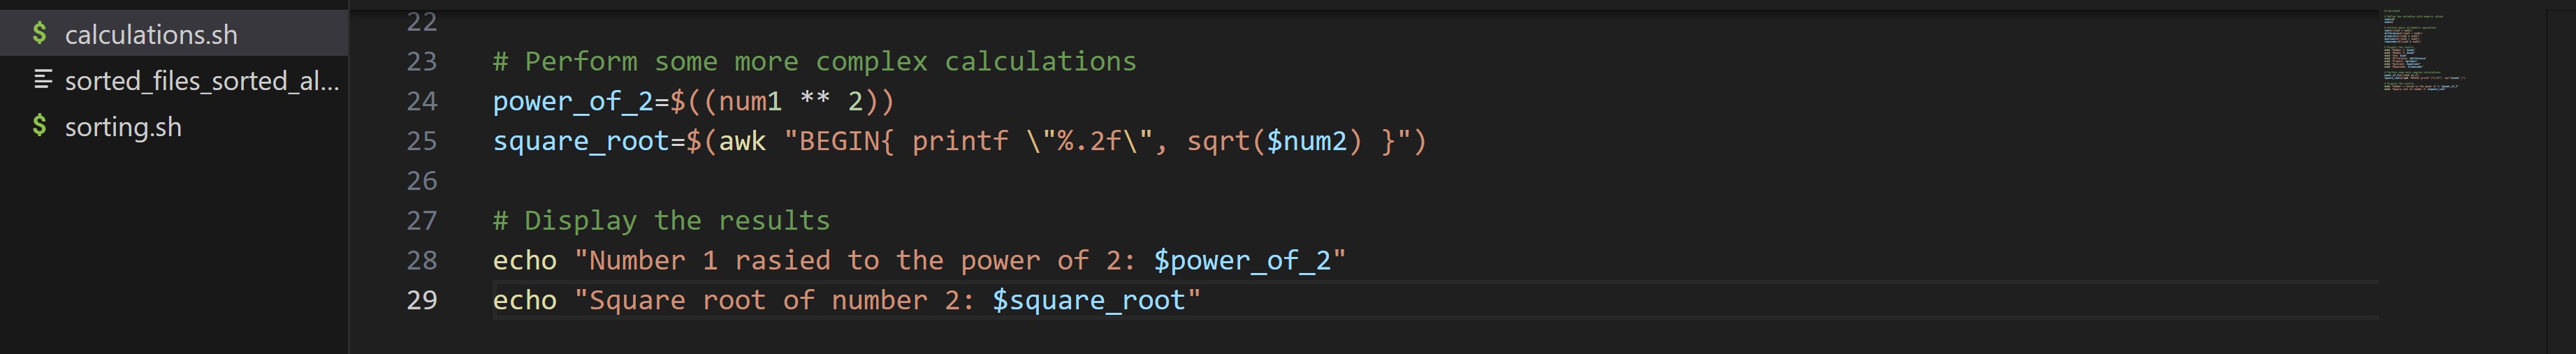 calculations.sh
sorted_files_sorted_al...
sorting.sh
22
23 # Perform some more complex calculations
24 power_of_2=$((num1 ** 2))
25 square_root=$(awk "BEGIN{ printf \"%.2f\", sqrt($num2) }")
26
27 # Display the results
28 echo "Number 1 rasied to the power of 2: $power_of_2"
29 echo "Square root of number 2: $square_root"